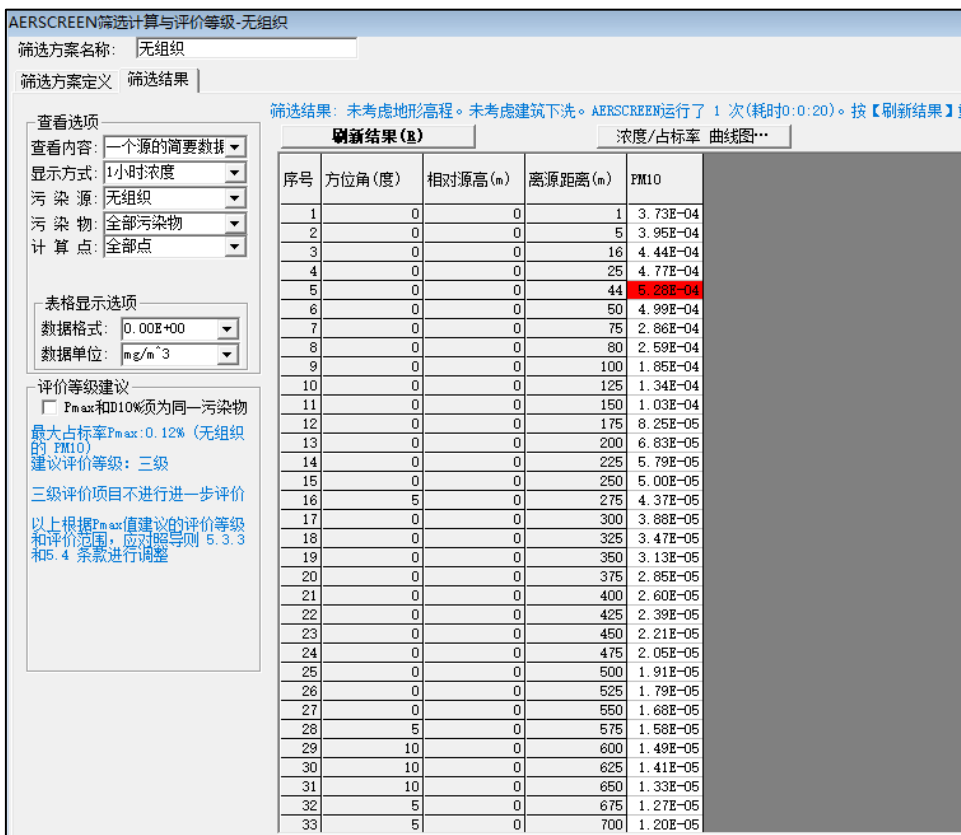 AERSCREEN筛选计算与评价等级-无组织
筛选方案名称: 无组织
筛选方案定义 筛选结果
筛选结果: 未考虑地形高程。未考虑建筑下洗。AERSCREEN运行了 1 次(耗时0:0:20)。按【刷新结果】
查看选项
查看内容: 一个源的简要数据
显示方式: 1小时浓度
污 染 源: 无组织
污 染 物: 全部污染物
计 算 点: 全部点
表格显示选项
数据格式: 0.00E+00
数据单位: mg/m^3
评价等级建议
Pmax和D10%须为同一污染物
最大占标率Pmax:0.12% (无组织
的 PM10)
建议评价等级: 三级
三级评价项目不进行进一步评价
以上根据Pmax值建议的评价等级
和评价范围，应对照导则 5.3.3
和5.4 条款进行调整
刷新结果(R) 浓度/占标率 曲线图…
序号 方位角(度) 相对源高(m) 离源距离(m) PM10
1 0 0 1 3.73E-04
2 0 0 5 3.95E-04
3 0 0 16 4.44E-04
4 0 0 25 4.77E-04
5 0 0 44 5.28E-04
6 0 0 50 4.99E-04
7 0 0 75 2.86E-04
8 0 0 80 2.59E-04
9 0 0 100 1.85E-04
10 0 0 125 1.34E-04
11 0 0 150 1.03E-04
12 0 0 175 8.25E-05
13 0 0 200 6.83E-05
14 0 0 225 5.79E-05
15 0 0 250 5.00E-05
16 5 0 275 4.37E-05
17 0 0 300 3.88E-05
18 0 0 325 3.47E-05
19 0 0 350 3.13E-05
20 0 0 375 2.85E-05
21 0 0 400 2.60E-05
22 0 0 425 2.39E-05
23 0 0 450 2.21E-05
24 0 0 475 2.05E-05
25 0 0 500 1.91E-05
26 0 0 525 1.79E-05
27 0 0 550 1.68E-05
28 5 0 575 1.58E-05
29 10 0 600 1.49E-05
30 10 0 625 1.41E-05
31 10 0 650 1.33E-05
32 5 0 675 1.27E-05
33 5 0 700 1.20E-05